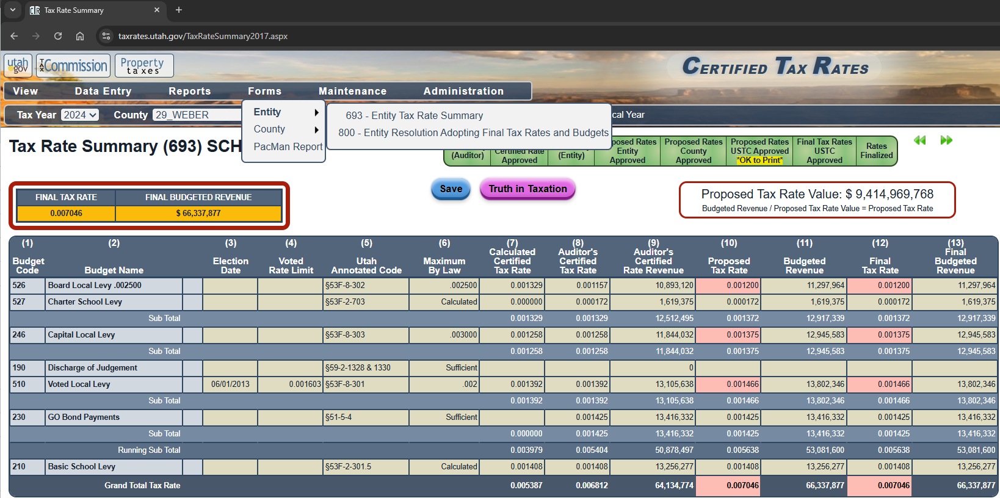 Tax Rate Summary
taxrates.utah.gov/TaxRateSummary2017.aspx
utah gov
TAX Commission
Property taxes
CERTIFIED TAX RATES
View Data Entry Reports Forms Maintenance Administration
Tax Year 2024 County 29_WEBER cal Year
Entity
County
PacMan Report
693 - Entity Tax Rate Summary
800 - Entity Resolution Adopting Final Tax Rates and Budgets
Tax Rate Summary (693) SCH
(Auditor)
Certified Rate
Approved
(Entity)
posed Rates
Entity
Approved
Proposed Rates
County
Approved
Proposed Rates
USTC Approved
*OK to Print*
Final Tax Rates
USTC
Approved
Rates
Finalized
FINAL TAX RATE FINAL BUDGETED REVENUE
0.007046 $ 66,337,877
Save
Truth in Taxation
Proposed Tax Rate Value: $ 9,414,969,768
Budgeted Revenue / Proposed Tax Rate Value = Proposed Tax Rate
(1) Budget Code
(2) Budget Name
(3) Election Date
(4) Voted Rate Limit
(5) Utah Annotated Code
(6) Maximum By Law
(7) Calculated Certified Tax Rate
(8) Auditor's Certified Tax Rate
(9) Auditor's Certified Rate Revenue
(10) Proposed Tax Rate
(11) Budgeted Revenue
(12) Final Tax Rate
(13) Final Budgeted Revenue
526 Board Local Levy .002500 §53F-8-302 .002500 0.001329 0.001157 10,893,120 0.001200 11,297,964 0.001200 11,297,964
527 Charter School Levy §53F-2-703 Calculated 0.000000 0.000172 1,619,375 0.000172 1,619,375 0.000172 1,619,375
Sub Total 0.001329 0.001329 12,512,495 0.001372 12,917,339 0.001372 12,917,339
246 Capital Local Levy §53F-8-303 .003000 0.001258 0.001258 11,844,032 0.001375 12,945,583 0.001375 12,945,583
Sub Total 0.001258 0.001258 11,844,032 0.001375 12,945,583 0.001375 12,945,583
190 Discharge of Judgement §59-2-1328 & 1330 Sufficient 0
510 Voted Local Levy 06/01/2013 0.001603 §53F-8-301 .002 0.001392 0.001392 13,105,638 0.001466 13,802,346 0.001466 13,802,346
Sub Total 0.001392 0.001392 13,105,638 0.001466 13,802,346 0.001466 13,802,346
230 GO Bond Payments §51-5-4 Sufficient 0.001425 13,416,332 0.001425 13,416,332 0.001425 13,416,332
Sub Total 0.000000 0.001425 13,416,332 0.001425 13,416,332 0.001425 13,416,332
Running Sub Total 0.003979 0.005404 50,878,497 0.005638 53,081,600 0.005638 53,081,600
210 Basic School Levy §53F-2-301.5 Calculated 0.001408 0.001408 13,256,277 0.001408 13,256,277 0.001408 13,256,277
Grand Total Tax Rate 0.005387 0.006812 64,134,774 0.007046 66,337,877 0.007046 66,337,877